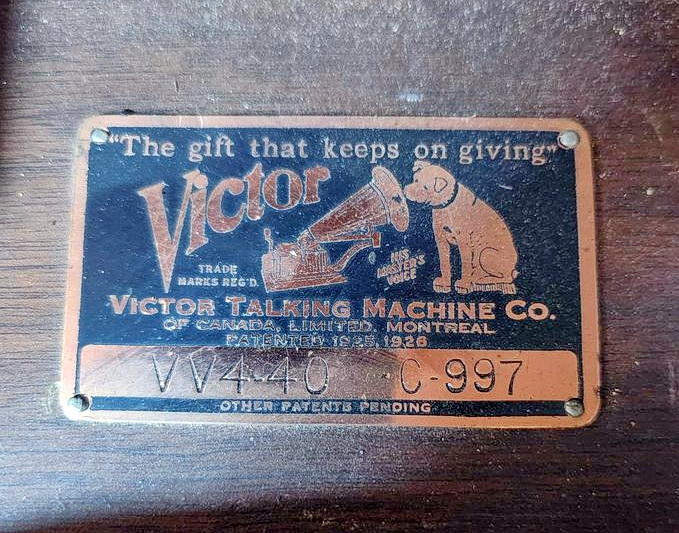 "The gift that keeps on giving"
Victor
HIS
MASTER'S
VOICE
TRADE
MARKS REG'D.
VICTOR TALKING MACHINE CO.
OF CANADA, LIMITED, MONTREAL
PATENTED 1925, 1926
VV4-40 C-997
OTHER PATENTS PENDING